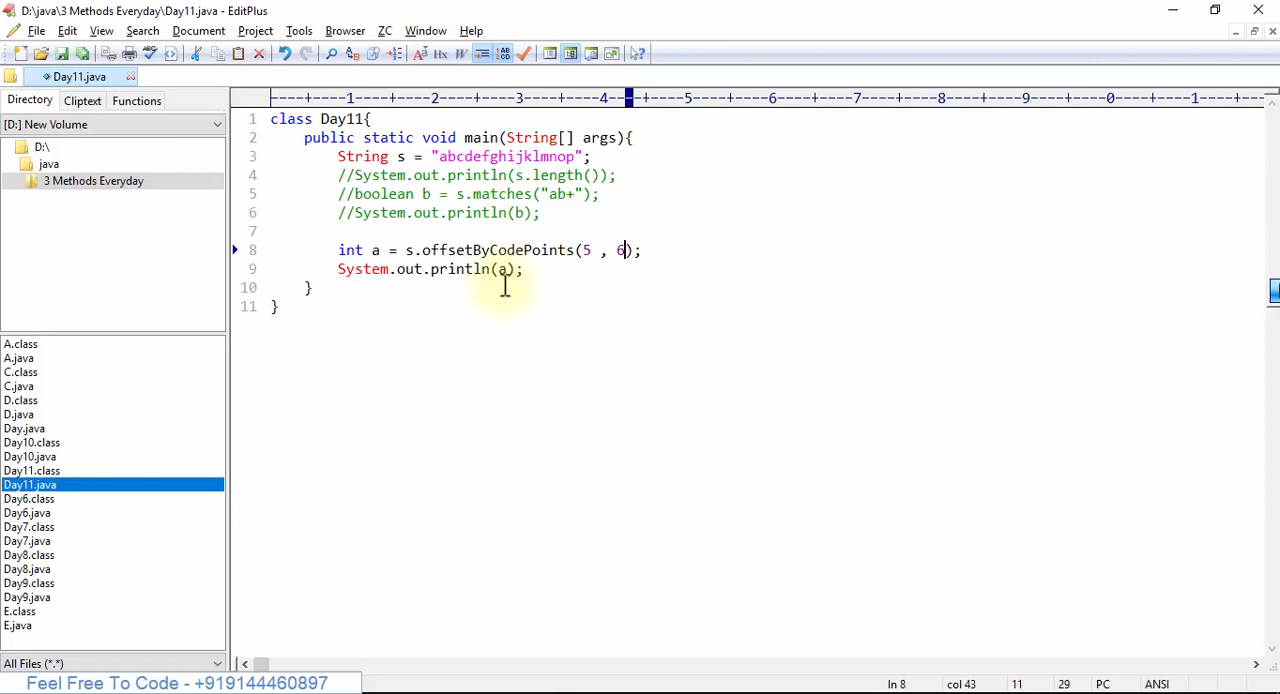 D:\java\3 Methods Everyday\Day11.java - EditPlus
File Edit View Search Document Project Tools Browser ZC Window Help
Day11.java
Directory Cliptext Functions
[D:] New Volume
D:\
java
3 Methods Everyday
----+----1----+----2----+----3----+----4----+----5----+----6----+----7----+----8----+----9----+----0----+----1----+--
1 class Day11{
2 public static void main(String[] args){
3 String s = "abcdefghijklmnop";
4 //System.out.println(s.length());
5 //boolean b = s.matches("ab+");
6 //System.out.println(b);
7
8 int a = s.offsetByCodePoints(5 , 6);
9 System.out.println(a);
10 }
11 }
A.class
A.java
C.class
C.java
D.class
D.java
Day.java
Day10.class
Day10.java
Day11.class
Day11.java
Day6.class
Day6.java
Day7.class
Day7.java
Day8.class
Day8.java
Day9.class
Day9.java
E.class
E.java
All Files (*.*)
Feel Free To Code - +919144460897
ln 8 col 43 11 29 PC ANSI